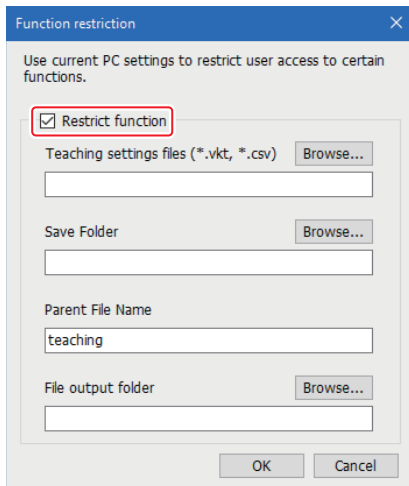 Function restriction
Use current PC settings to restrict user access to certain
functions.
Restrict function
Teaching settings files (*.vkt, *.csv) Browse...
Save Folder Browse...
Parent File Name
teaching
File output folder Browse...
OK Cancel